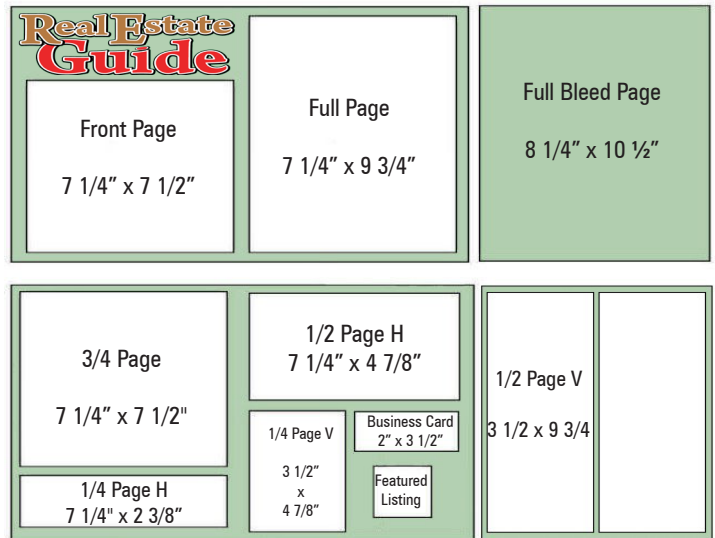 Real Estate
Guide
Front Page
7 1/4” x 7 1/2”
Full Page
7 1/4” x 9 3/4”
Full Bleed Page
8 1/4” x 10 ½”
3/4 Page
7 1/4” x 7 1/2"
1/4 Page H
7 1/4" x 2 3/8”
1/2 Page H
7 1/4” x 4 7/8”
1/4 Page V
3 1/2”
x
4 7/8”
Business Card
2” x 3 1/2”
Featured
Listing
1/2 Page V
3 1/2 x 9 3/4